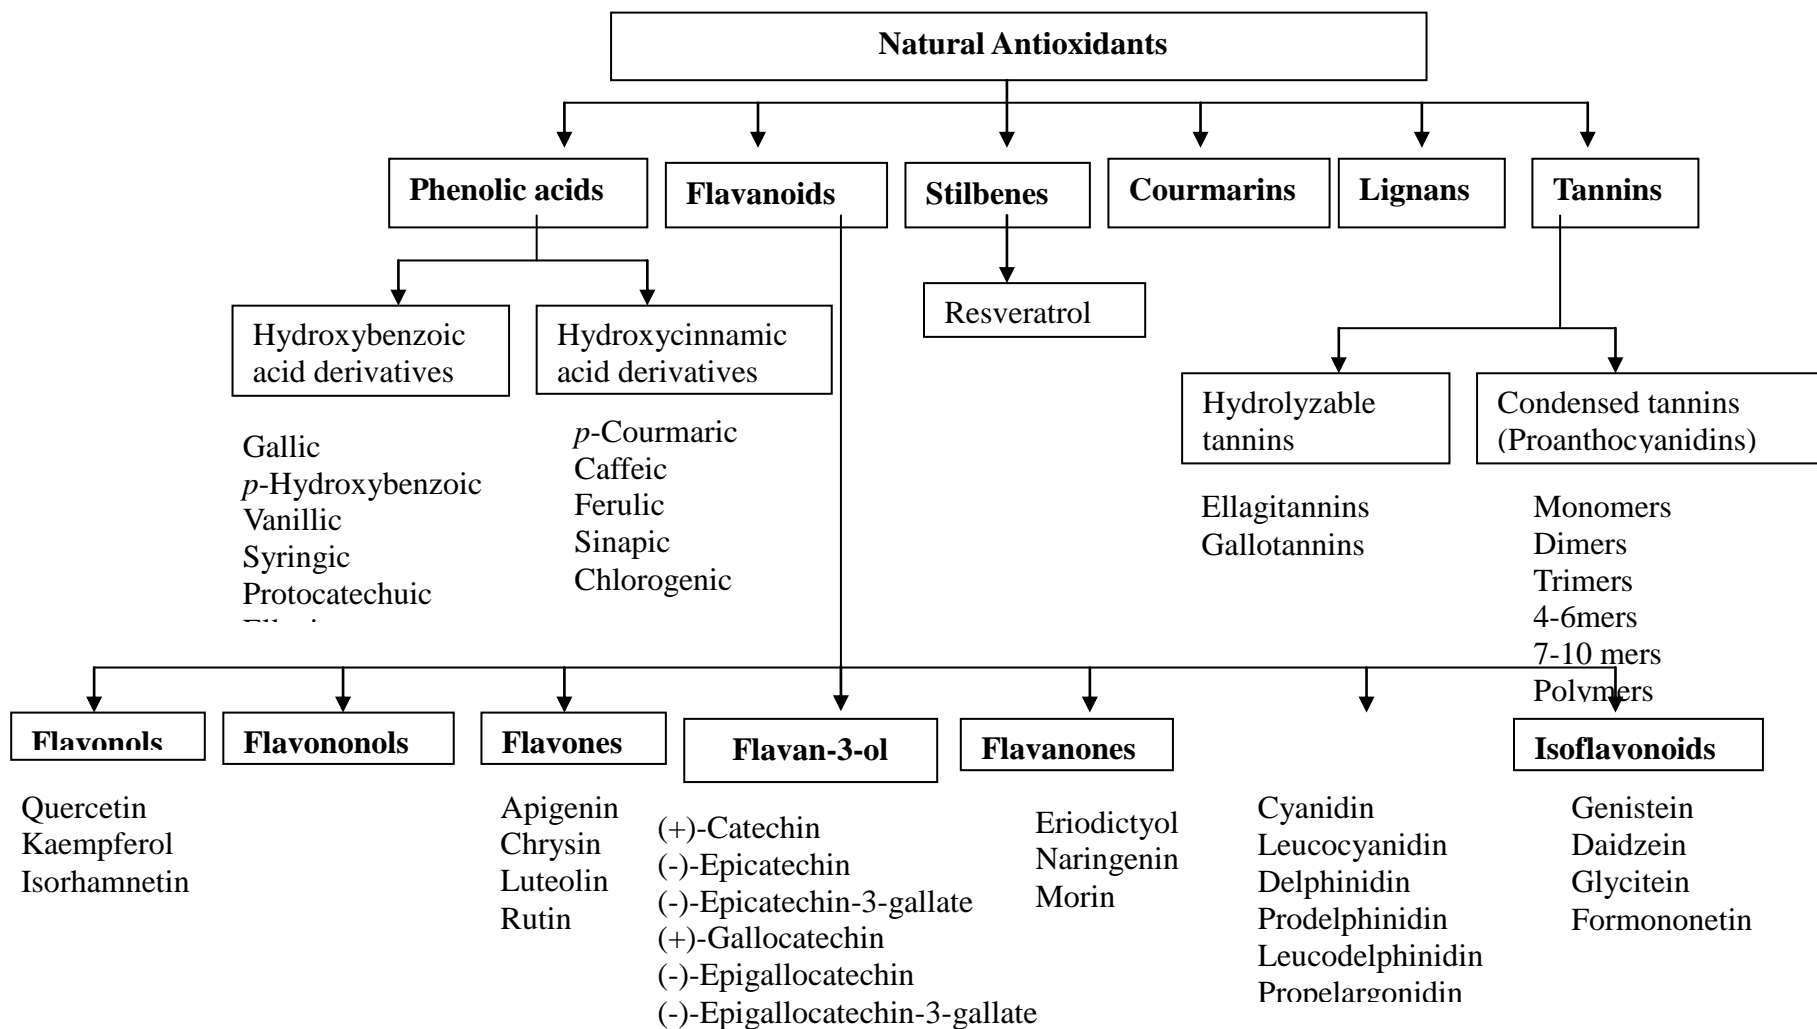 Natural Antioxidants
Phenolic acids
Flavanoids
Stilbenes
Courmarins
Lignans
Tannins
Hydroxybenzoic
acid derivatives
Hydroxycinnamic
acid derivatives
Resveratrol
Hydrolyzable
tannins
Condensed tannins
(Proanthocyanidins)
Gallic
p-Hydroxybenzoic
Vanillic
Syringic
Protocatechuic
p-Courmaric
Caffeic
Ferulic
Sinapic
Chlorogenic
Ellagitannins
Gallotannins
Monomers
Dimers
Trimers
4-6mers
7-10 mers
Polymers
Flavonols
Flavononols
Flavones
Flavan-3-ol
Flavanones
Isoflavonoids
Quercetin
Kaempferol
Isorhamnetin
Apigenin
Chrysin
Luteolin
Rutin
(+)-Catechin
(-)-Epicatechin
(-)-Epicatechin-3-gallate
(+)-Gallocatechin
(-)-Epigallocatechin
(-)-Epigallocatechin-3-gallate
Eriodictyol
Naringenin
Morin
Cyanidin
Leucocyanidin
Delphinidin
Prodelphinidin
Leucodelphinidin
Propelargonidin
Genistein
Daidzein
Glycitein
Formononetin